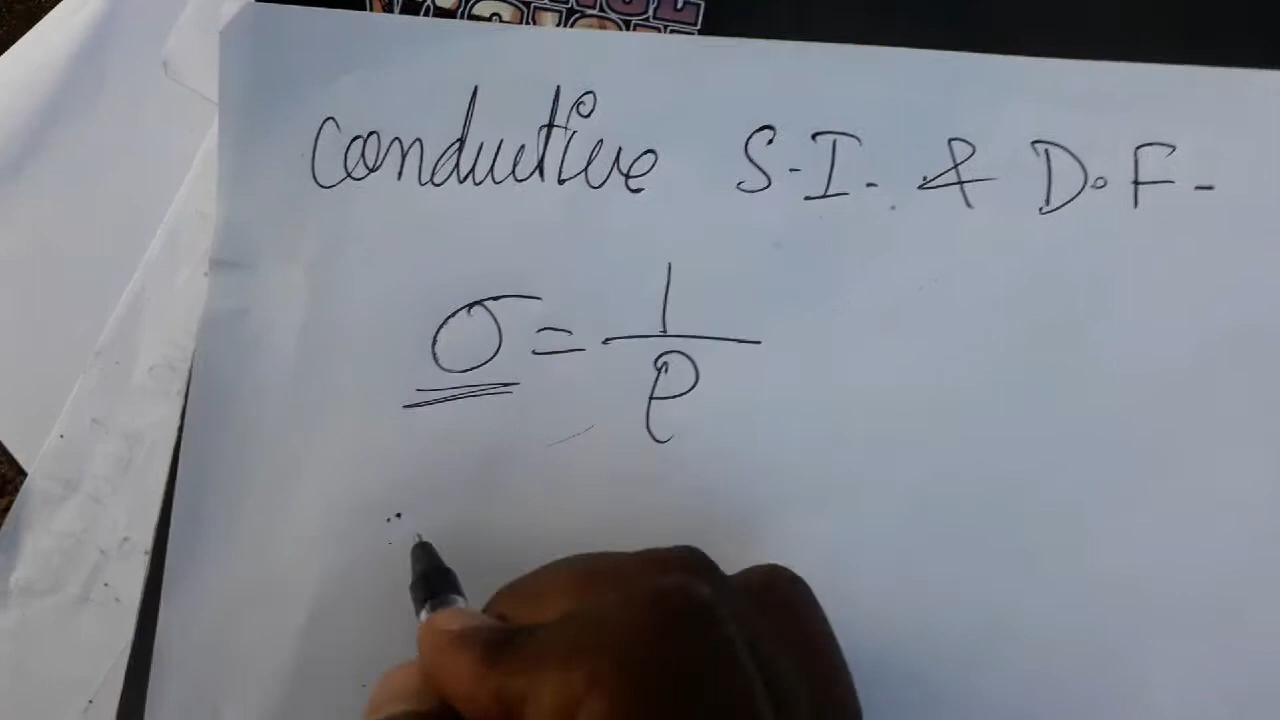 Conductive S.I. & D.F.
σ = 1/ρ